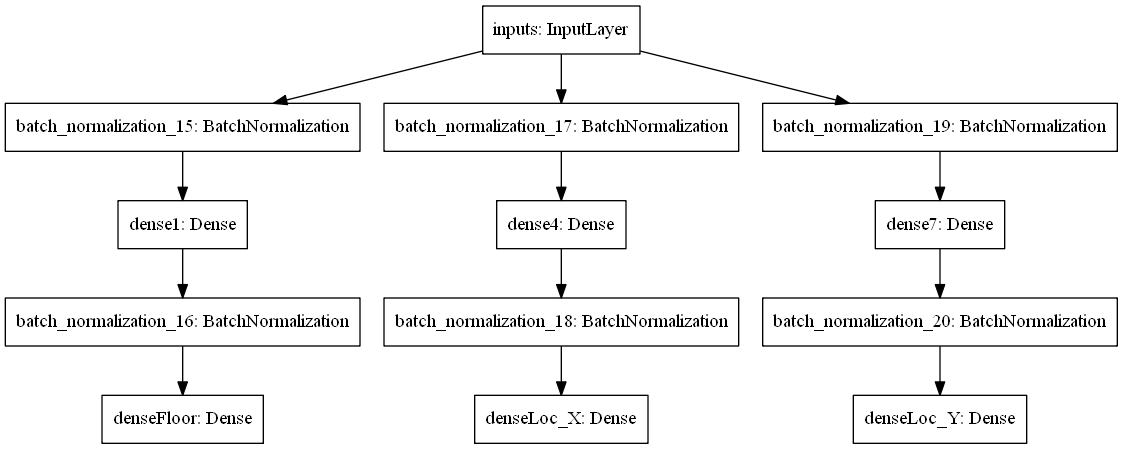 inputs: InputLayer
batch_normalization_15: BatchNormalization
batch_normalization_17: BatchNormalization
batch_normalization_19: BatchNormalization
dense1: Dense
dense4: Dense
dense7: Dense
batch_normalization_16: BatchNormalization
batch_normalization_18: BatchNormalization
batch_normalization_20: BatchNormalization
denseFloor: Dense
denseLoc_X: Dense
denseLoc_Y: Dense